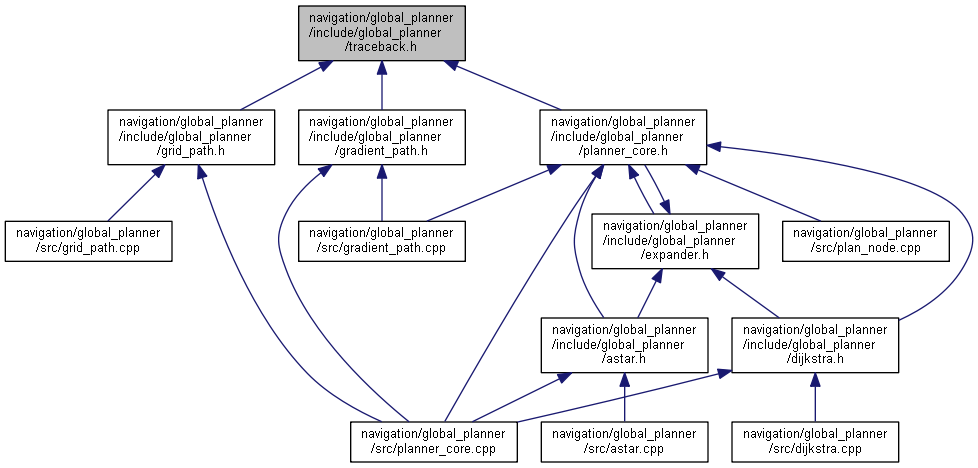 navigation/global_planner
/include/global_planner
/traceback.h
navigation/global_planner
/include/global_planner
/grid_path.h
navigation/global_planner
/include/global_planner
/gradient_path.h
navigation/global_planner
/include/global_planner
/planner_core.h
navigation/global_planner
/src/grid_path.cpp
navigation/global_planner
/src/gradient_path.cpp
navigation/global_planner
/include/global_planner
/expander.h
navigation/global_planner
/src/plan_node.cpp
navigation/global_planner
/include/global_planner
/astar.h
navigation/global_planner
/include/global_planner
/dijkstra.h
navigation/global_planner
/src/planner_core.cpp
navigation/global_planner
/src/astar.cpp
navigation/global_planner
/src/dijkstra.cpp